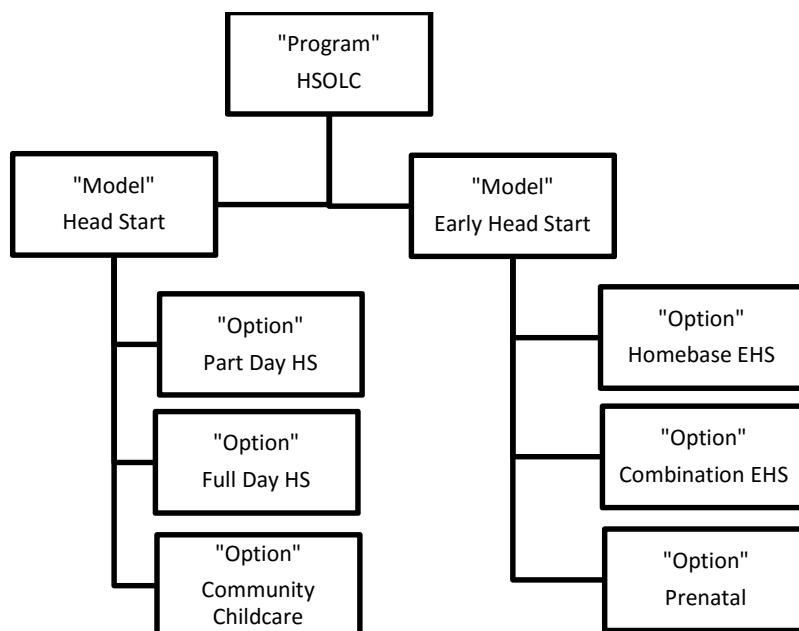 "Program"
HSOLC
"Model"
Head Start
"Model"
Early Head Start
"Option"
Part Day HS
"Option"
Full Day HS
"Option"
Community
Childcare
"Option"
Homebase EHS
"Option"
Combination EHS
"Option"
Prenatal